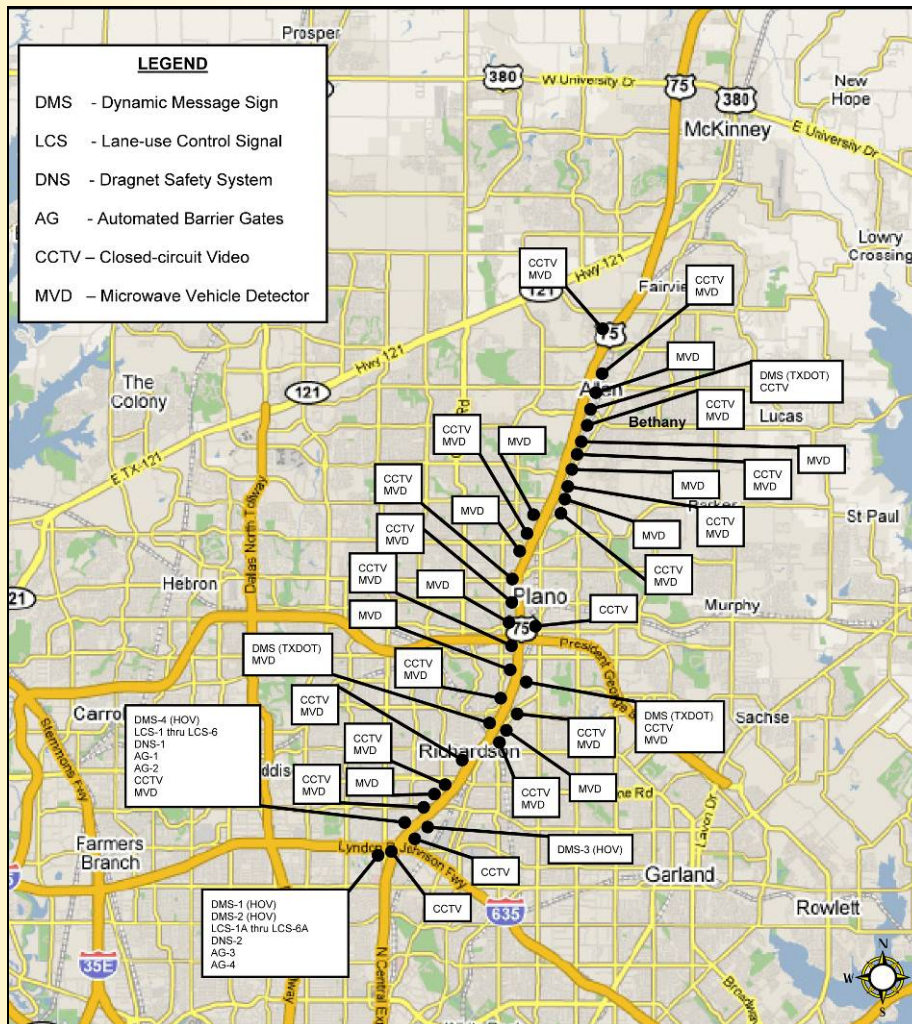 LEGEND
DMS - Dynamic Message Sign
LCS - Lane-use Control Signal
DNS - Dragnet Safety System
AG - Automated Barrier Gates
CCTV – Closed-circuit Video
MVD – Microwave Vehicle Detector
Prosper
380
W University Dr
75
380
New
Hope
McKinney
E University Dr
Lowry
Crossing
Hwy 121
121
Fairvie
CCTV
MVD
CCTV
MVD
75
Hwy 121
121
The
Colony
E TX-121
Allen
MVD
DMS (TXDOT)
CCTV
Bethany
CCTV
MVD
Lucas
CCTV
MVD
MVD
MVD
CCTV
MVD
MVD
CCTV
MVD
MVD
CCTV
MVD
MVD
CCTV
MVD
St Paul
CCTV
MVD
Dallas North Tollway
Hebron
121
CCTV
MVD
MVD
Plano
Murphy
CCTV
75
MVD
President George
DMS (TXDOT)
MVD
CCTV
MVD
CCTV
MVD
DMS (TXDOT)
CCTV
MVD
Sachse
Carro
Stemmons Fwy
DMS-4 (HOV)
LCS-1 thru LCS-6
DNS-1
AG-1
AG-2
CCTV
MVD
CCTV
MVD
CCTV
MVD
Richardson
CCTV
MVD
MVD
MVD
CCTV
MVD
ne Rd
Lavon Dr
Farmers
Branch
DMS-3 (HOV)
Lyndon B Johnson Fwy
CCTV
Garland
DMS-1 (HOV)
DMS-2 (HOV)
LCS-1A thru LCS-6A
DNS-2
AG-3
AG-4
CCTV
635
Rowlett
35E
N Central Exp
Broadway
N
W
S